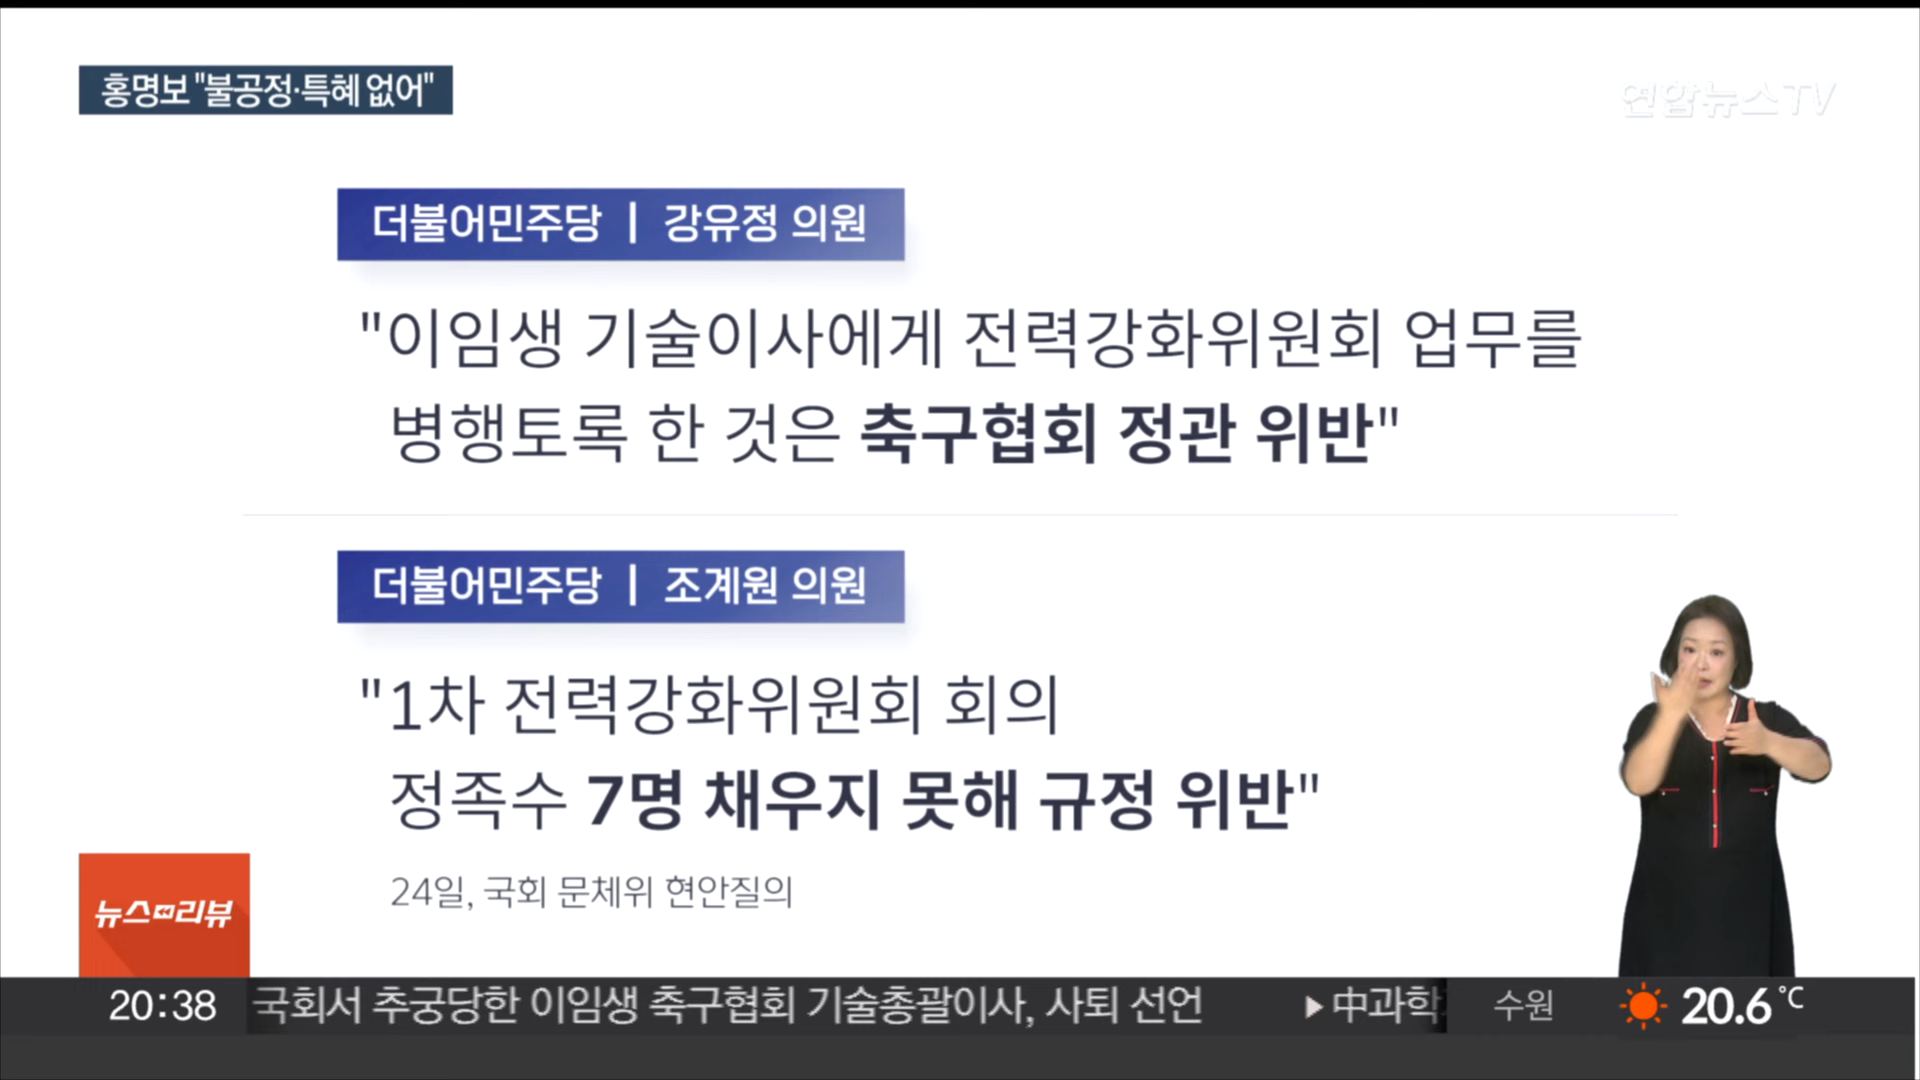 홍명보 "불공정·특혜 없어"
연합뉴스TV
더불어민주당 | 강유정 의원
"이임생 기술이사에게 전력강화위원회 업무를
병행토록 한 것은 축구협회 정관 위반"
더불어민주당 | 조계원 의원
"1차 전력강화위원회 회의
정족수 7명 채우지 못해 규정 위반"
24일, 국회 문체위 현안질의
뉴스리뷰
20:38 국회서 추궁당한 이임생 축구협회 기술총괄이사, 사퇴 선언 ▶中과학 수원 20.6℃